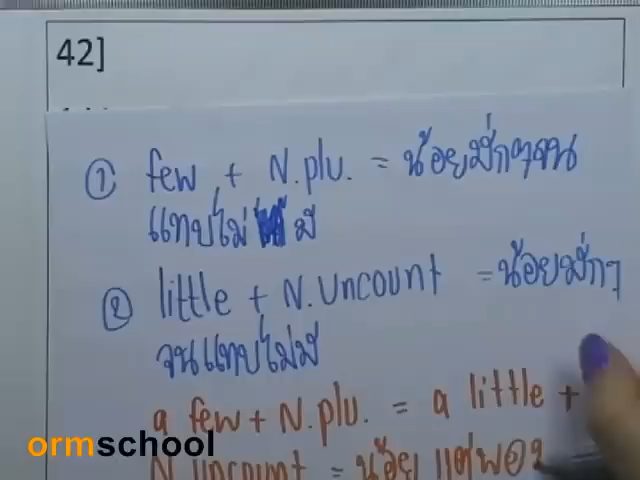 42]
① few + N.plu. = น้อยมากๆจน
แทบไม่ มี
② little + N.Uncount = น้อยมากๆ
จนแทบไม่มี
a few + N.plu. = a little +
N.uncount = น้อย แต่พอ
ormschool